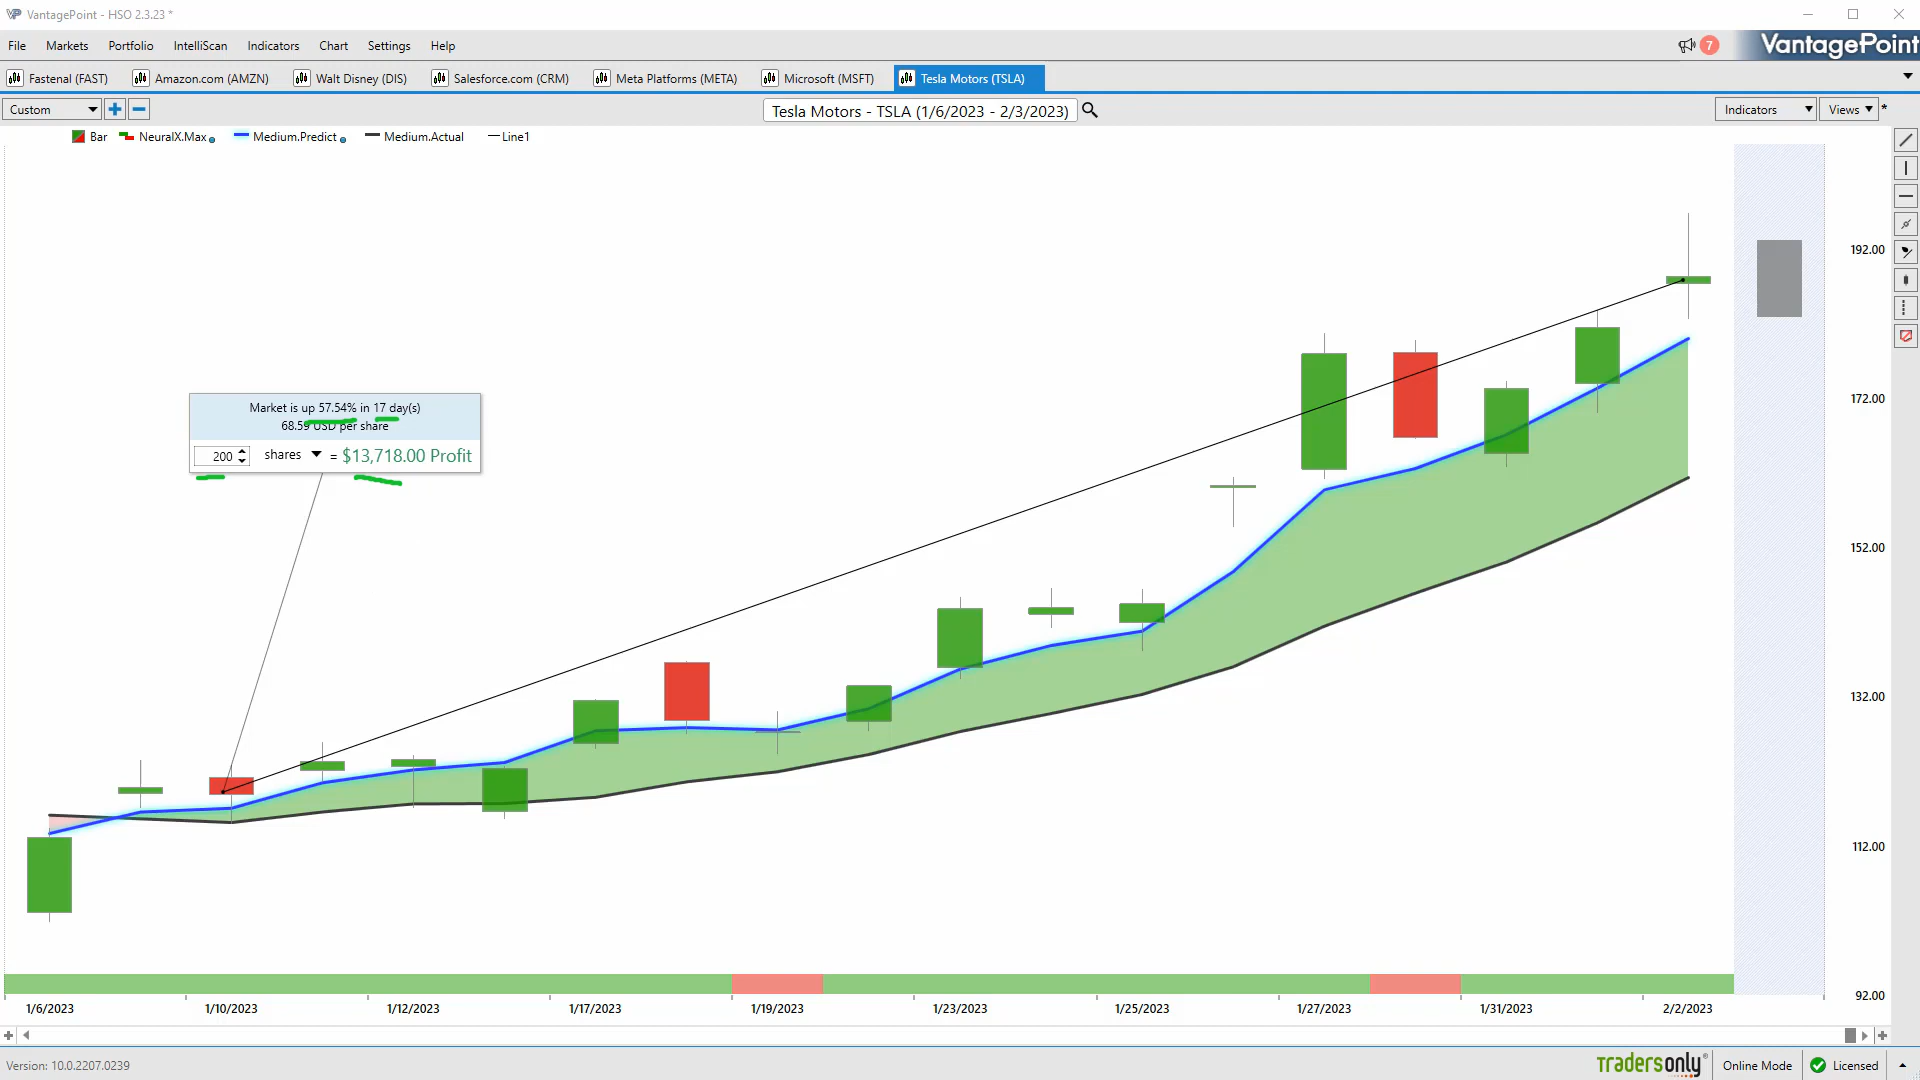 VantagePoint - HSO 2.3.23 *
File Markets Portfolio IntelliScan Indicators Chart Settings Help 7 VantagePoint
Fastenal (FAST) Amazon.com (AMZN) Walt Disney (DIS) Salesforce.com (CRM) Meta Platforms (META) Microsoft (MSFT) Tesla Motors (TSLA)
Custom Tesla Motors - TSLA (1/6/2023 - 2/3/2023) Indicators Views *
Bar NeuralX.Max Medium.Predict Medium.Actual Line1
192.00
172.00
Market is up 57.54% in 17 day(s)
68.59 USD per share
200 shares = $13,718.00 Profit
152.00
132.00
112.00
92.00
1/6/2023 1/10/2023 1/12/2023 1/17/2023 1/19/2023 1/23/2023 1/25/2023 1/27/2023 1/31/2023 2/2/2023
Version: 10.0.2207.0239 tradersonly Online Mode Licensed